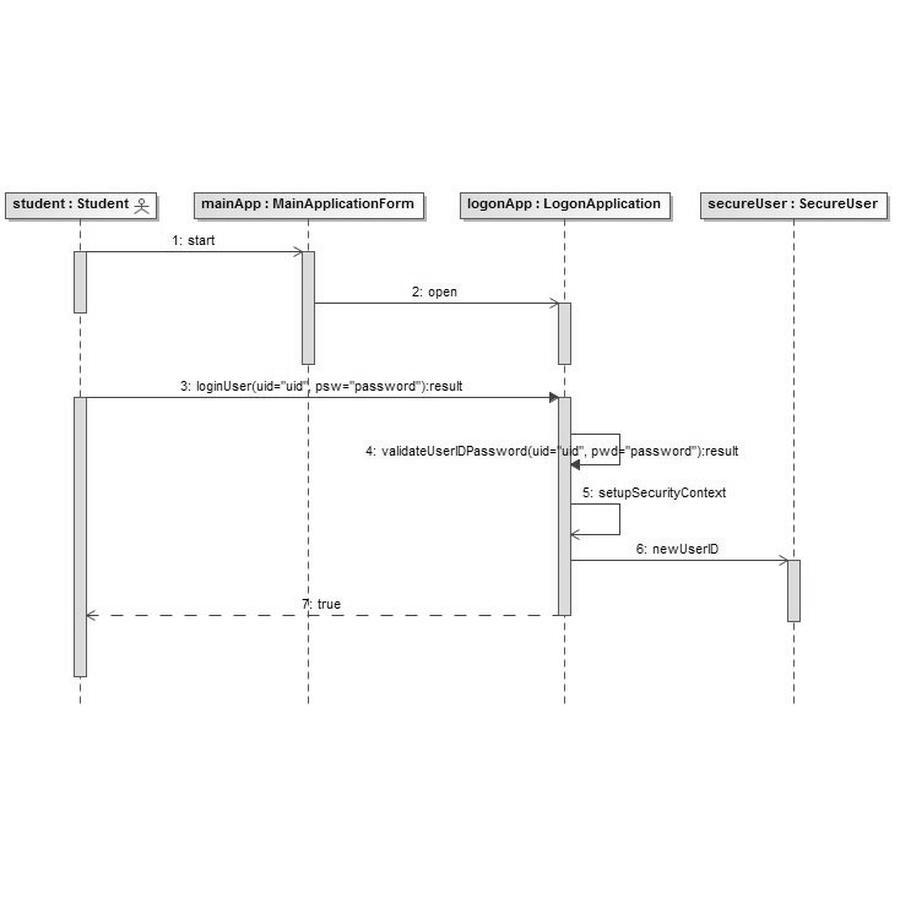 student : Student
mainApp : MainApplicationForm
logonApp : LogonApplication
secureUser : SecureUser
1: start
2: open
3: loginUser(uid="uid", psw="password"):result
4: validateUserIDPassword(uid="uid", pwd="password"):result
5: setupSecurityContext
6: newUserID
7: true